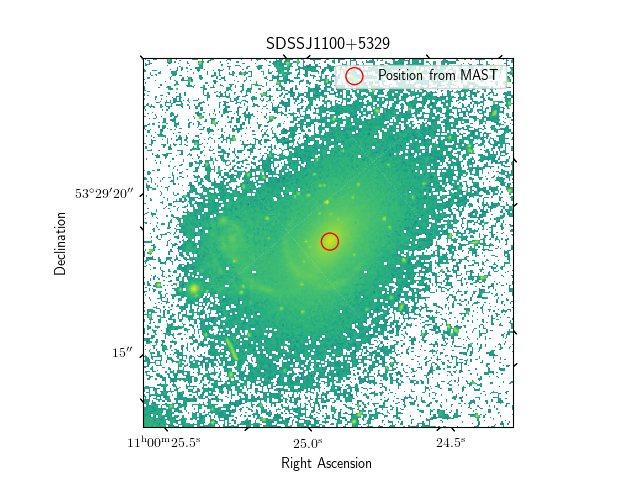 SDSSJ1100+5329
Position from MAST
53°29′20″
Declination
15″
11ʰ00ᵐ25.5ˢ
25.0ˢ
24.5ˢ
Right Ascension